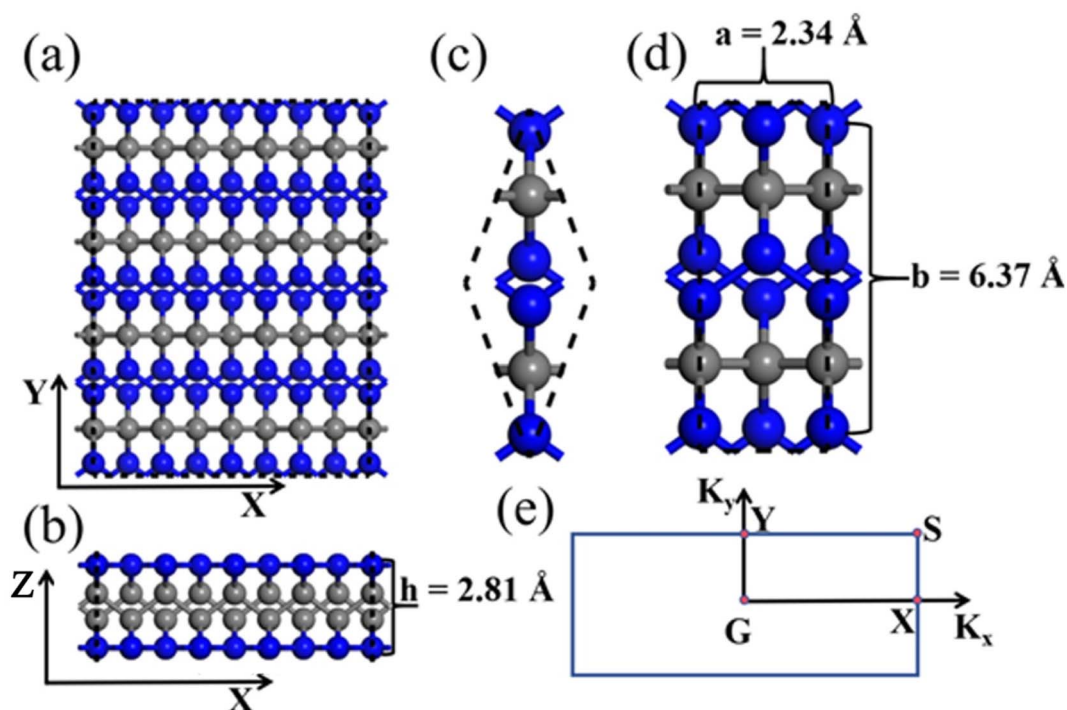 (a)
(c)
(d)
a = 2.34 Å
b = 6.37 Å
Y
X
(b)
Z
h = 2.81 Å
X
(e)
Ky
Y
S
G
X
Kx